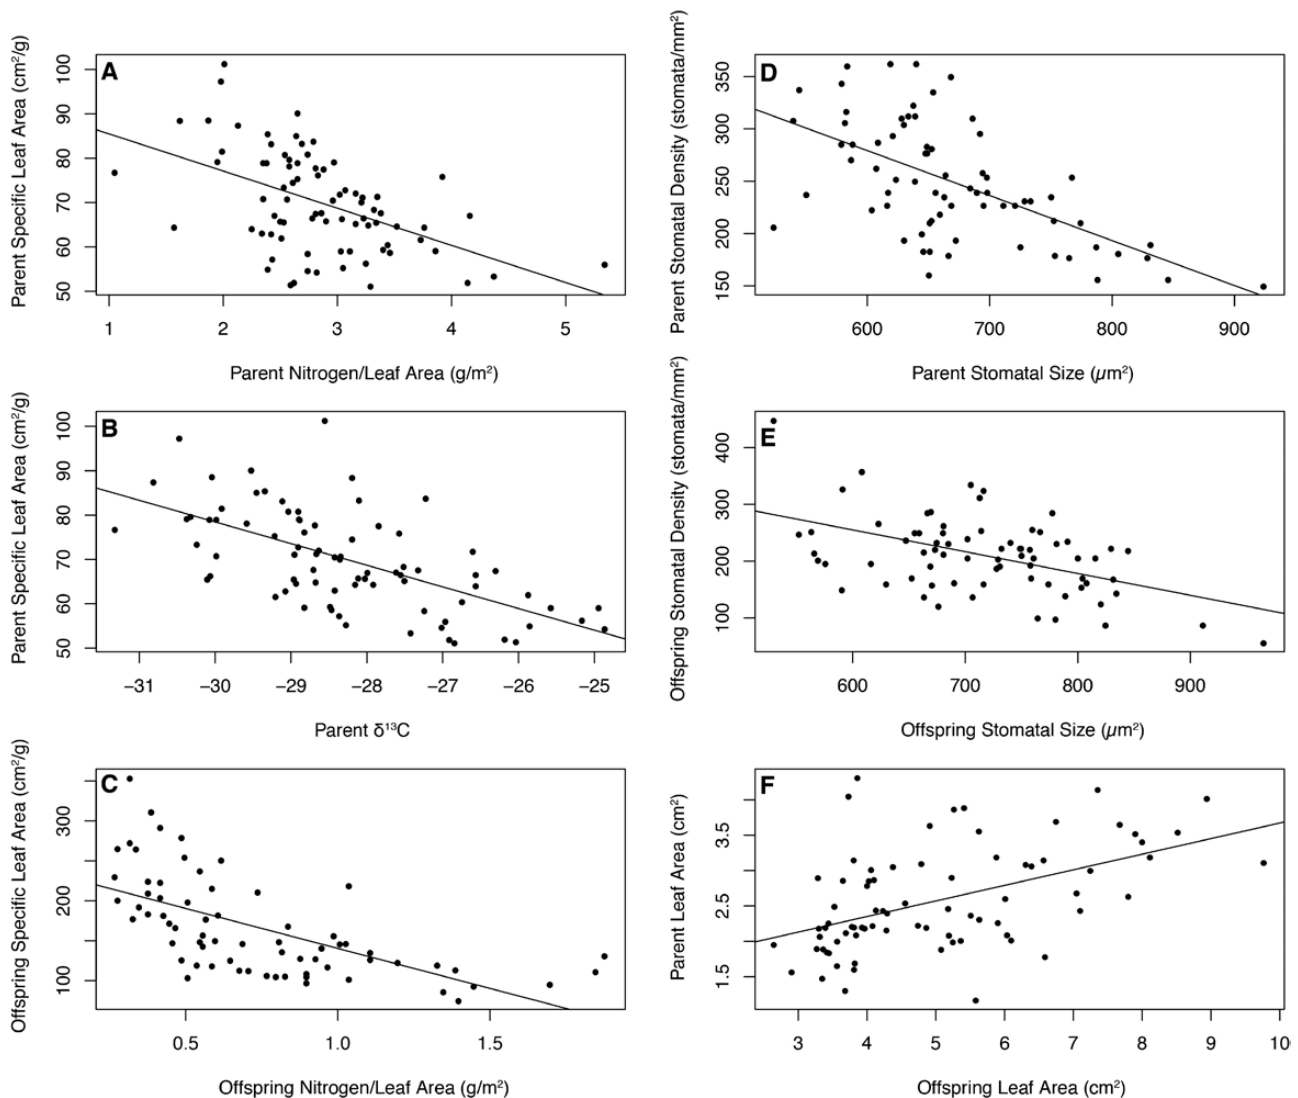 A
Parent Specific Leaf Area (cm²/g)
100
90
80
70
60
50
1 2 3 4 5
Parent Nitrogen/Leaf Area (g/m²)
B
Parent Specific Leaf Area (cm²/g)
100
90
80
70
60
50
−31 −30 −29 −28 −27 −26 −25
Parent δ¹³C
C
Offspring Specific Leaf Area (cm²/g)
300
200
100
0.5 1.0 1.5
Offspring Nitrogen/Leaf Area (g/m²)
D
Parent Stomatal Density (stomata/mm²)
350
300
250
200
150
600 700 800 900
Parent Stomatal Size (µm²)
E
Offspring Stomatal Density (stomata/mm²)
400
300
200
100
600 700 800 900
Offspring Stomatal Size (µm²)
F
Parent Leaf Area (cm²)
3.5
2.5
1.5
3 4 5 6 7 8 9 10
Offspring Leaf Area (cm²)